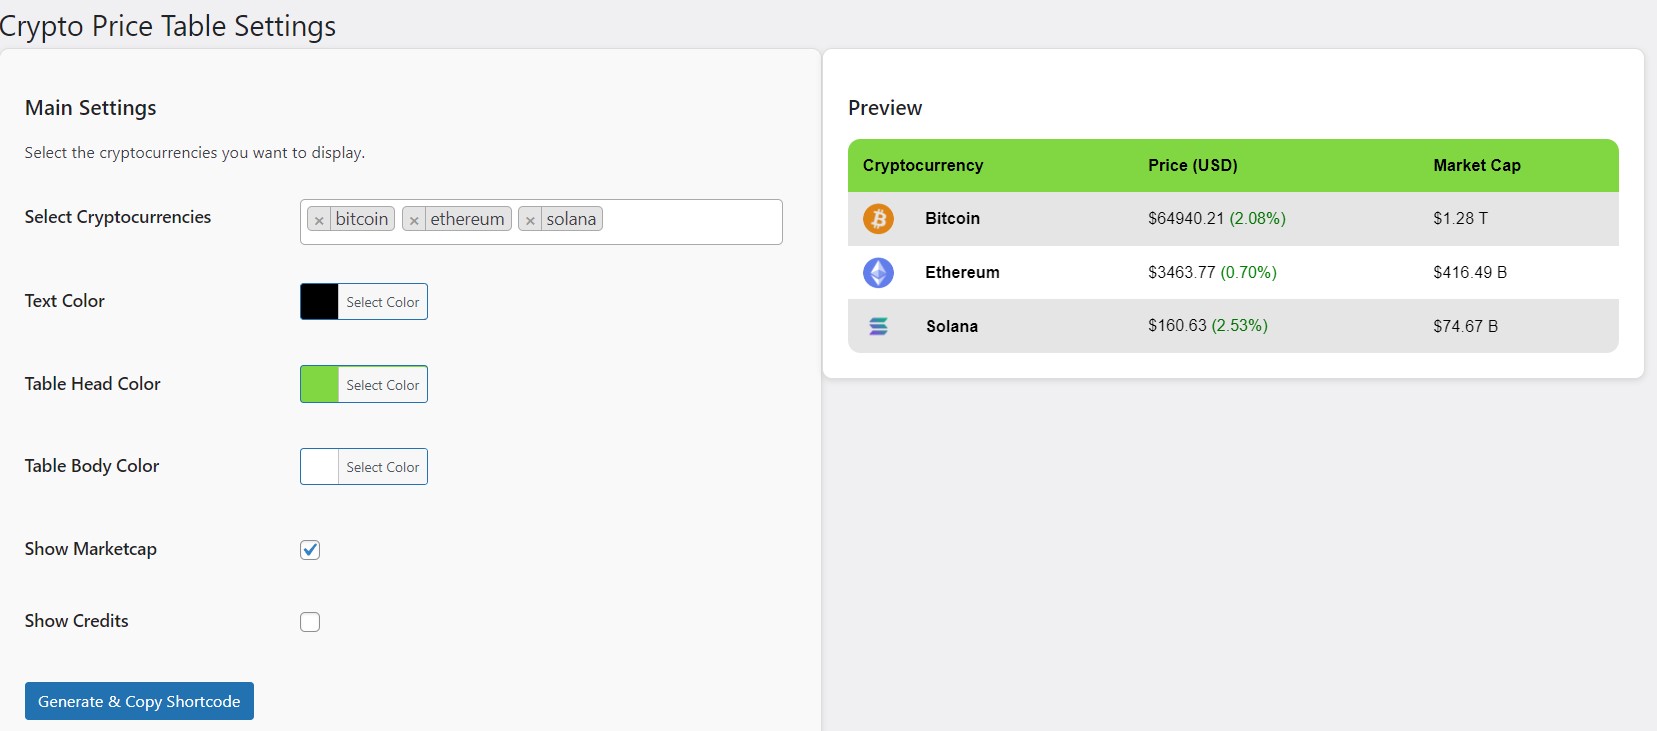 Crypto Price Table Settings
Main Settings
Select the cryptocurrencies you want to display.
Select Cryptocurrencies
× bitcoin × ethereum × solana
Text Color
Select Color
Table Head Color
Select Color
Table Body Color
Select Color
Show Marketcap
Show Credits
Generate & Copy Shortcode
Preview
Cryptocurrency Price (USD) Market Cap
Bitcoin $64940.21 (2.08%) $1.28 T
Ethereum $3463.77 (0.70%) $416.49 B
Solana $160.63 (2.53%) $74.67 B